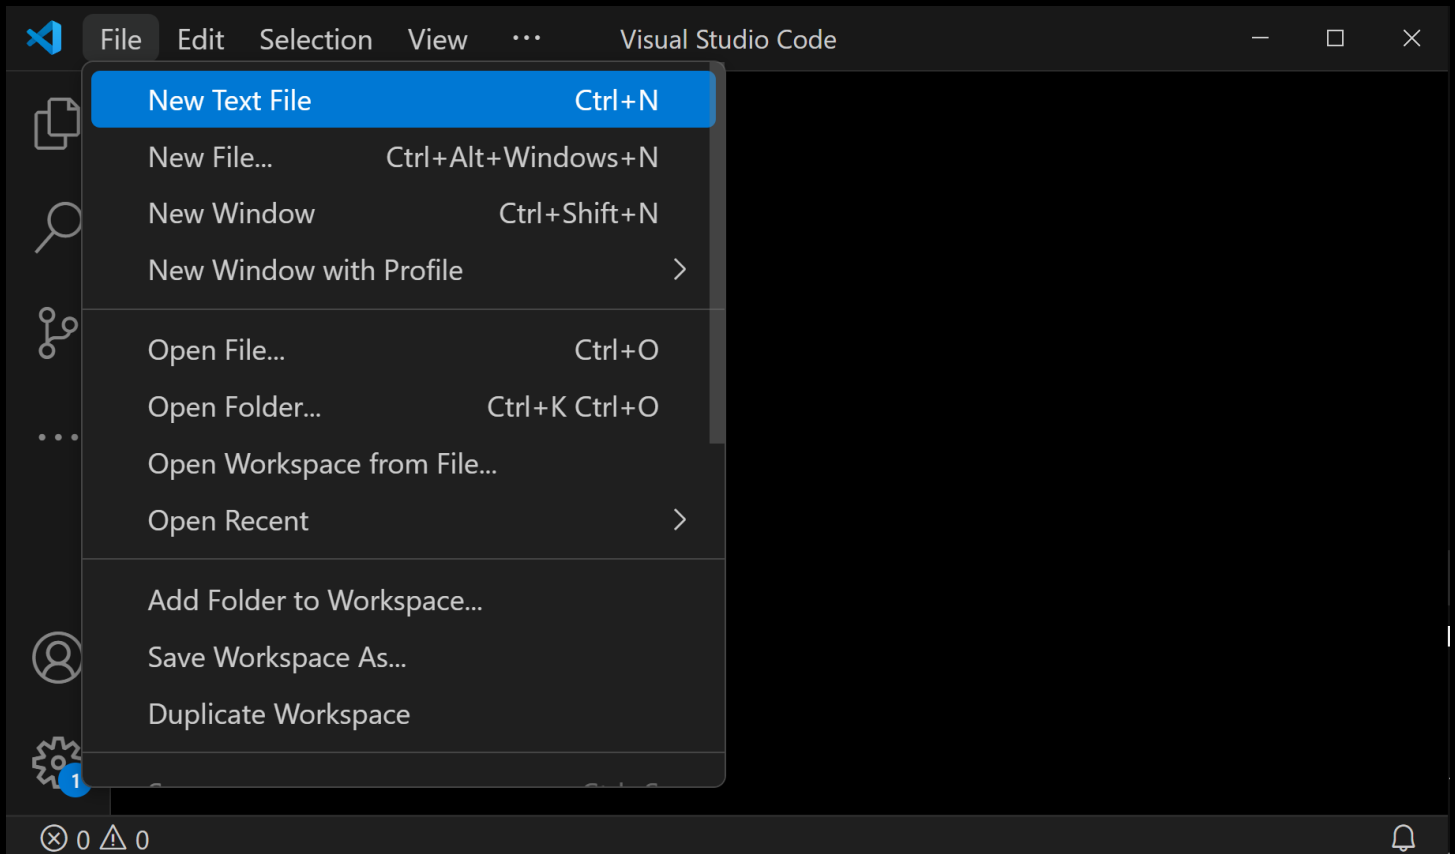 File Edit Selection View ··· Visual Studio Code
New Text File Ctrl+N
New File... Ctrl+Alt+Windows+N
New Window Ctrl+Shift+N
New Window with Profile
Open File... Ctrl+O
Open Folder... Ctrl+K Ctrl+O
Open Workspace from File...
Open Recent
Add Folder to Workspace...
Save Workspace As...
Duplicate Workspace
1
0 0